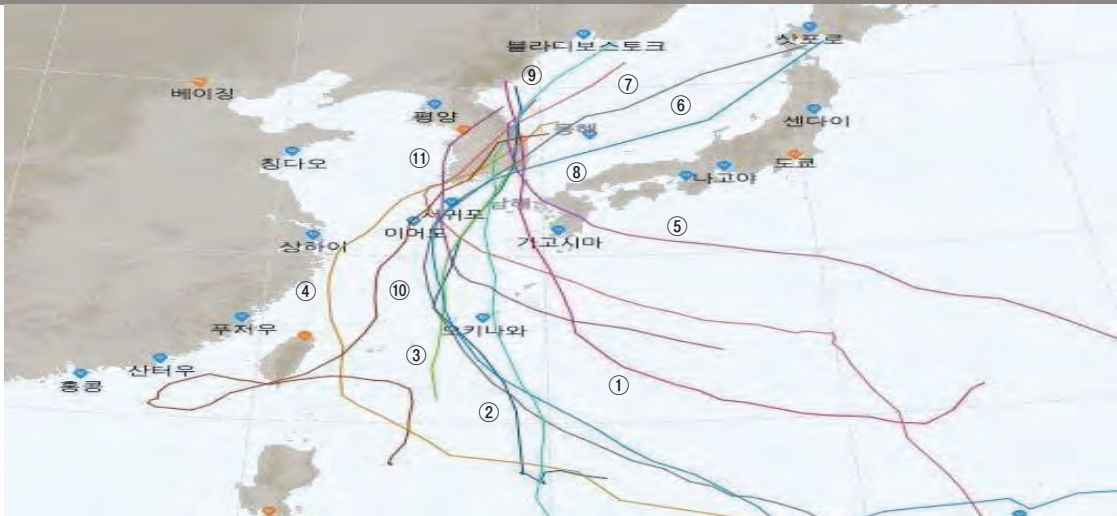 블라디보스토크
삿포로
⑨
⑦
베이징
평양
⑥
동해
센다이
칭다오
⑪
⑧
도쿄
나고야
서귀포
남해
이어도
⑤
상하이
가고시마
④
⑩
푸저우
오키나와
③
산터우
홍콩
①
②